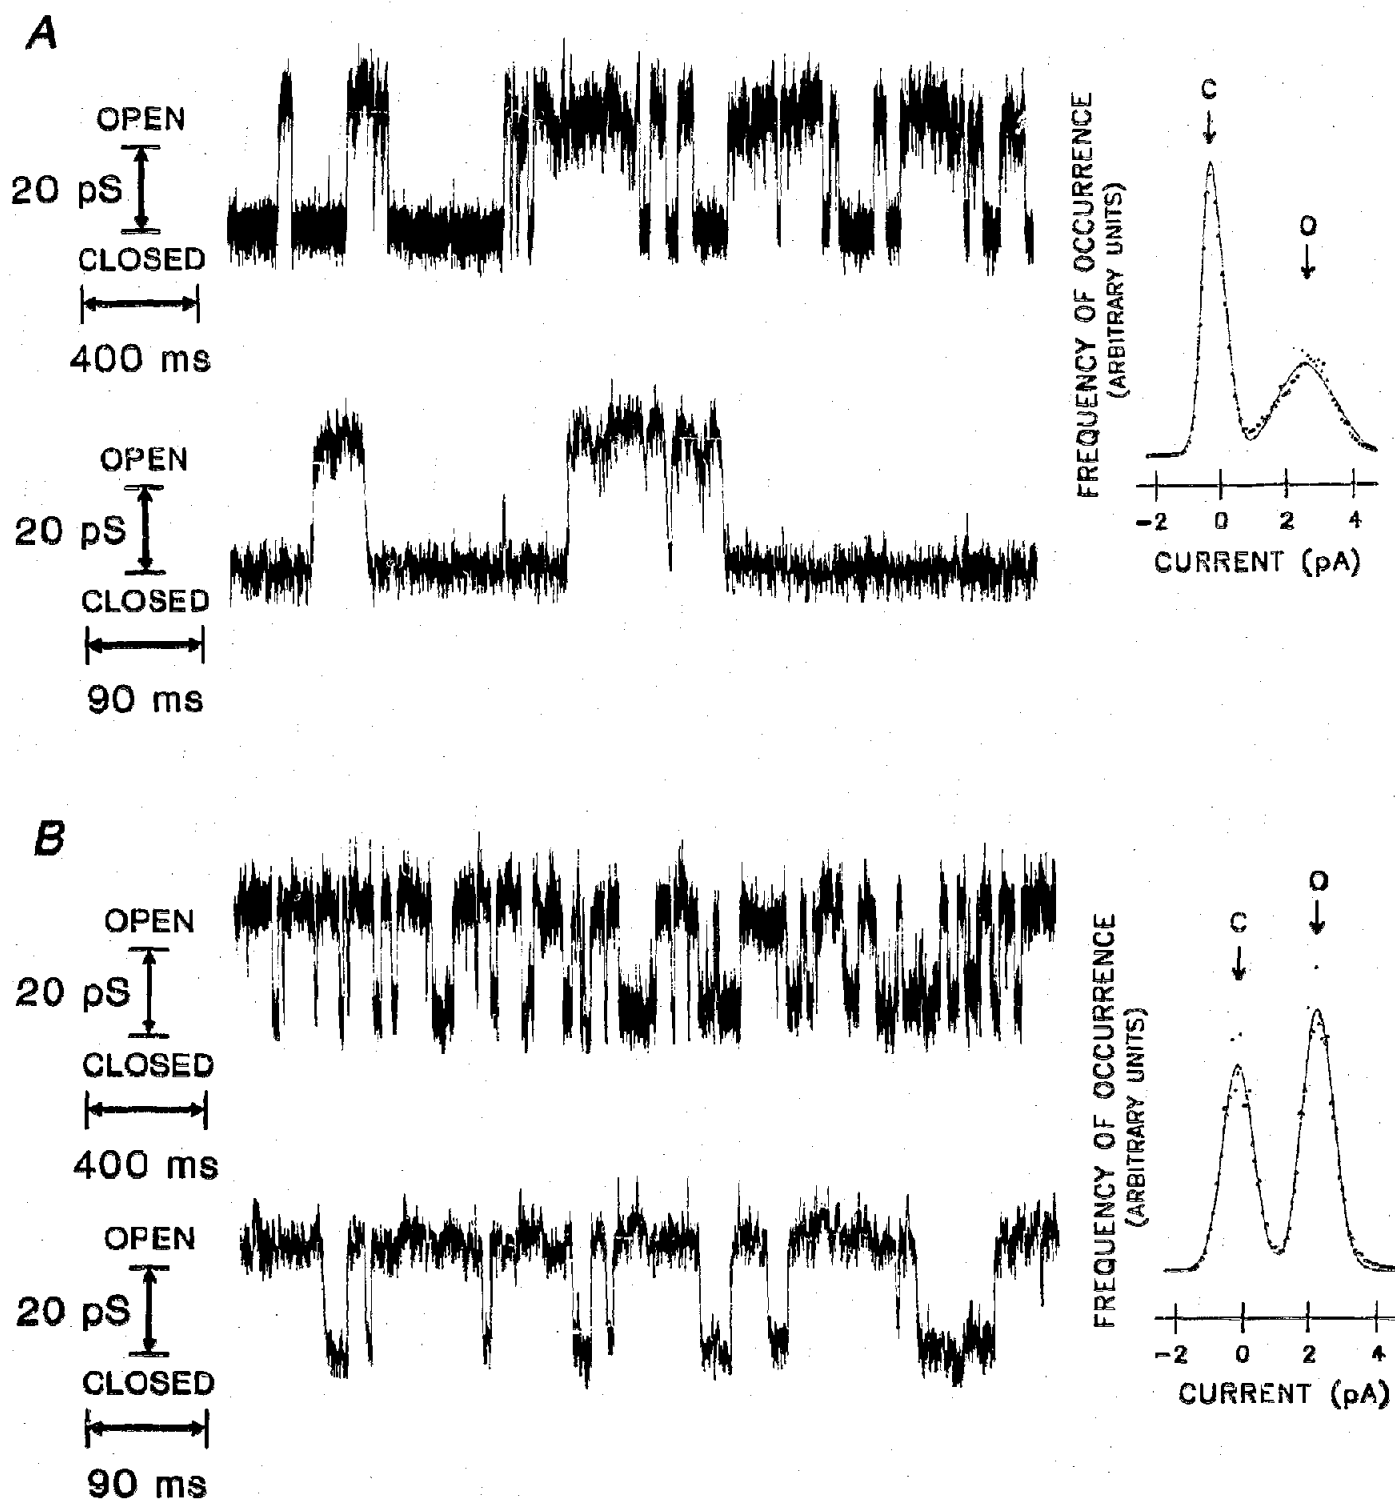 A
OPEN
20 pS
CLOSED
400 ms
OPEN
20 pS
CLOSED
90 ms
FREQUENCY OF OCCURRENCE
(ARBITRARY UNITS)
C
O
-2 0 2 4
CURRENT (pA)
B
OPEN
20 pS
CLOSED
400 ms
OPEN
20 pS
CLOSED
90 ms
FREQUENCY OF OCCURRENCE
(ARBITRARY UNITS)
C
O
-2 0 2 4
CURRENT (pA)